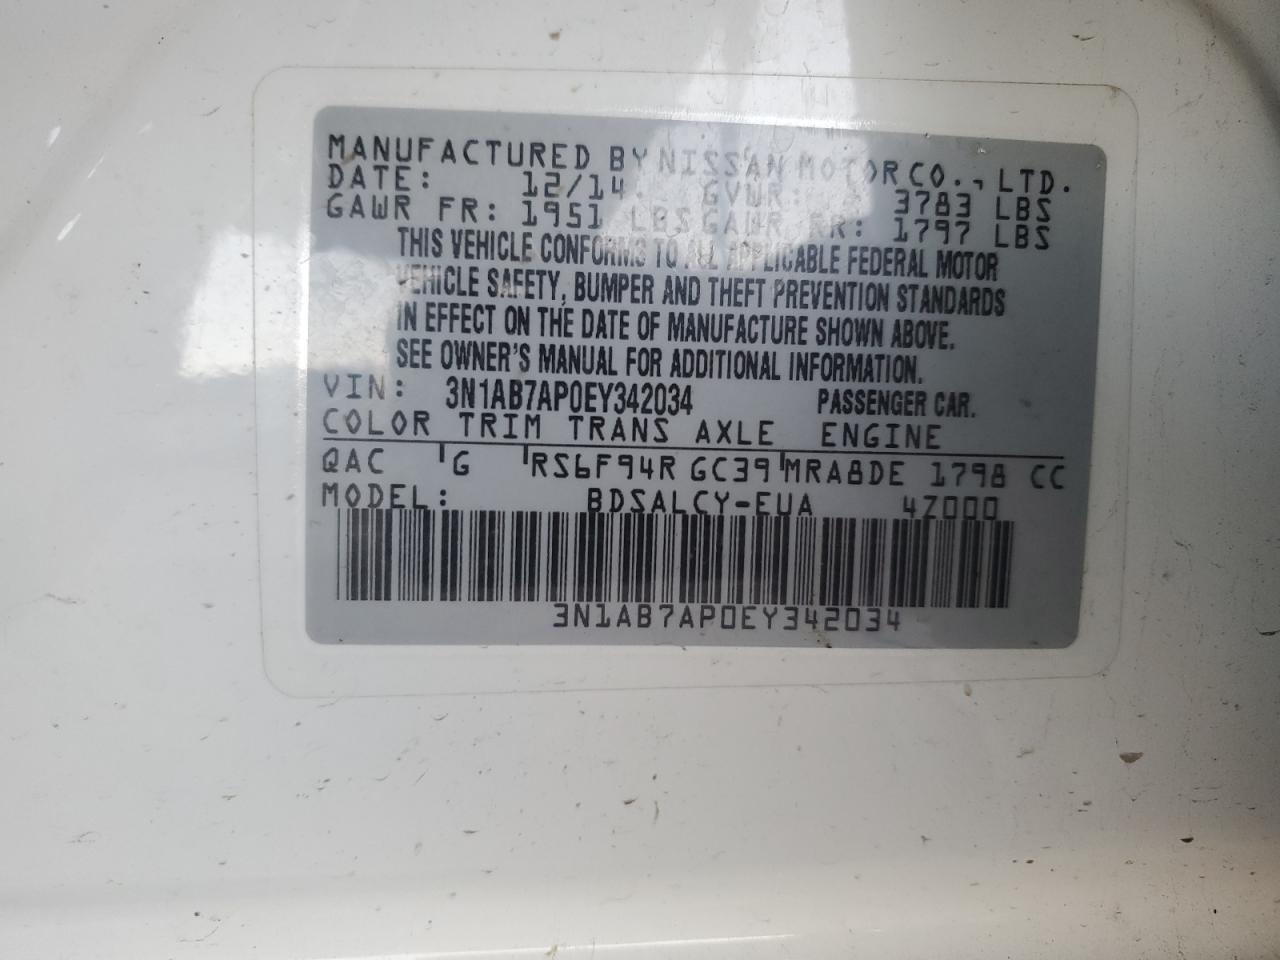 MANUFACTURED BY NISSAN MOTOR CO., LTD.
DATE: 12/14 GVWR: 3783 LBS
GAWR FR: 1951 LBS GAWR RR: 1797 LBS
THIS VEHICLE CONFORMS TO ALL APPLICABLE FEDERAL MOTOR
VEHICLE SAFETY, BUMPER AND THEFT PREVENTION STANDARDS
IN EFFECT ON THE DATE OF MANUFACTURE SHOWN ABOVE.
SEE OWNER'S MANUAL FOR ADDITIONAL INFORMATION.
VIN: 3N1AB7AP0EY342034 PASSENGER CAR.
COLOR TRIM TRANS AXLE ENGINE
QAC G RS6F94R GC39 MRA8DE 1798 CC
MODEL: BDSALCY-EUA 4Z000
3N1AB7AP0EY342034